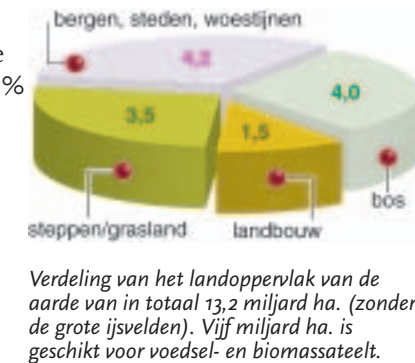 bergen, steden, woestijnen
e
%
4,2
4,0
3,5
1,5
bos
steppen/grasland
landbouw
Verdeling van het landoppervlak van de
aarde van in totaal 13,2 miljard ha. (zonder
de grote ijsvelden). Vijf miljard ha. is
geschikt voor voedsel- en biomassateelt.